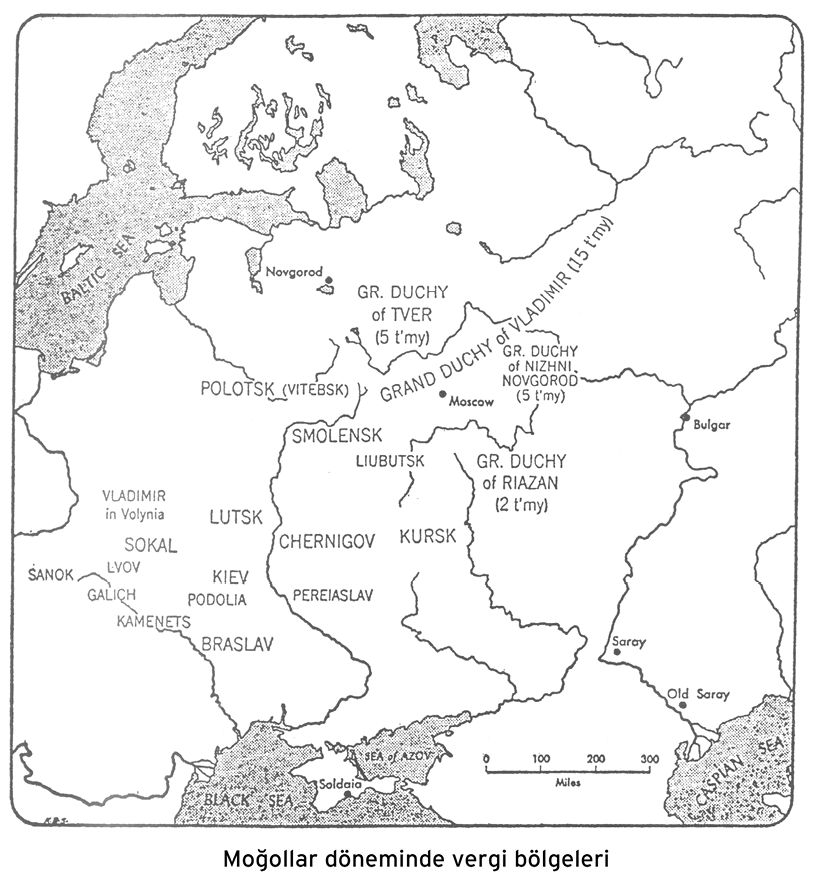 BALTIC SEA
Novgorod
GR. DUCHY
of TVER
(5 t'my)
GRAND DUCHY of VLADIMIR (15 t'my)
GR. DUCHY
of NIZHNI
NOVGOROD
(5 t'my)
POLOTSK (VITEBSK)
Moscow
Bulgar
SMOLENSK
LIUBUTSK
GR. DUCHY
of RIAZAN
(2 t'my)
VLADIMIR
in Volynia
LUTSK
SOKAL
CHERNIGOV
KURSK
LVOV
SANOK
KIEV
GALICH
PODOLIA
PEREIASLAV
KAMENETS
BRASLAV
Saray
Old Saray
SEA of AZOV
CASPIAN SEA
0 100 200 300
Miles
Soldaia
BLACK SEA
K.B.S.
Moğollar döneminde vergi bölgeleri